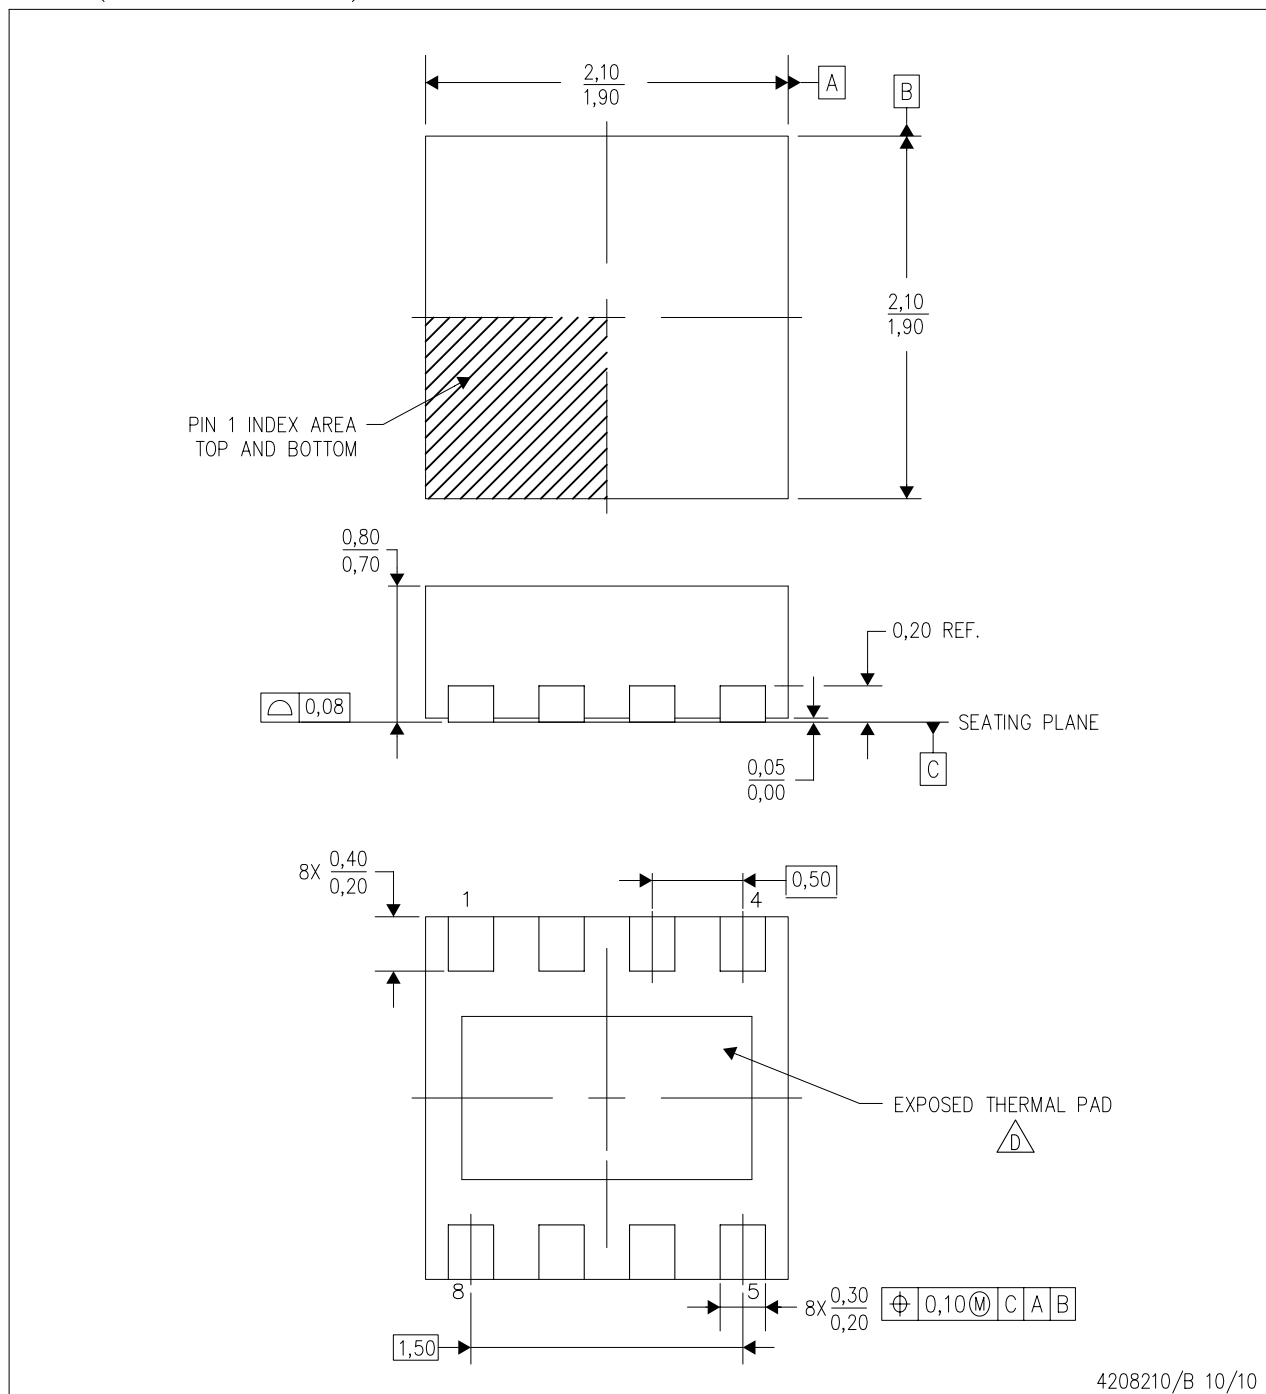 2,10
1,90
A
B
2,10
1,90
PIN 1 INDEX AREA
TOP AND BOTTOM
0,80
0,70
0,20 REF.
0,08
SEATING PLANE
0,05
0,00
C
8X 0,40
0,20
0,50
1
4
EXPOSED THERMAL PAD
D
8
5
8X 0,30
0,20
0,10 Ⓜ C A B
1,50
4208210/B 10/10